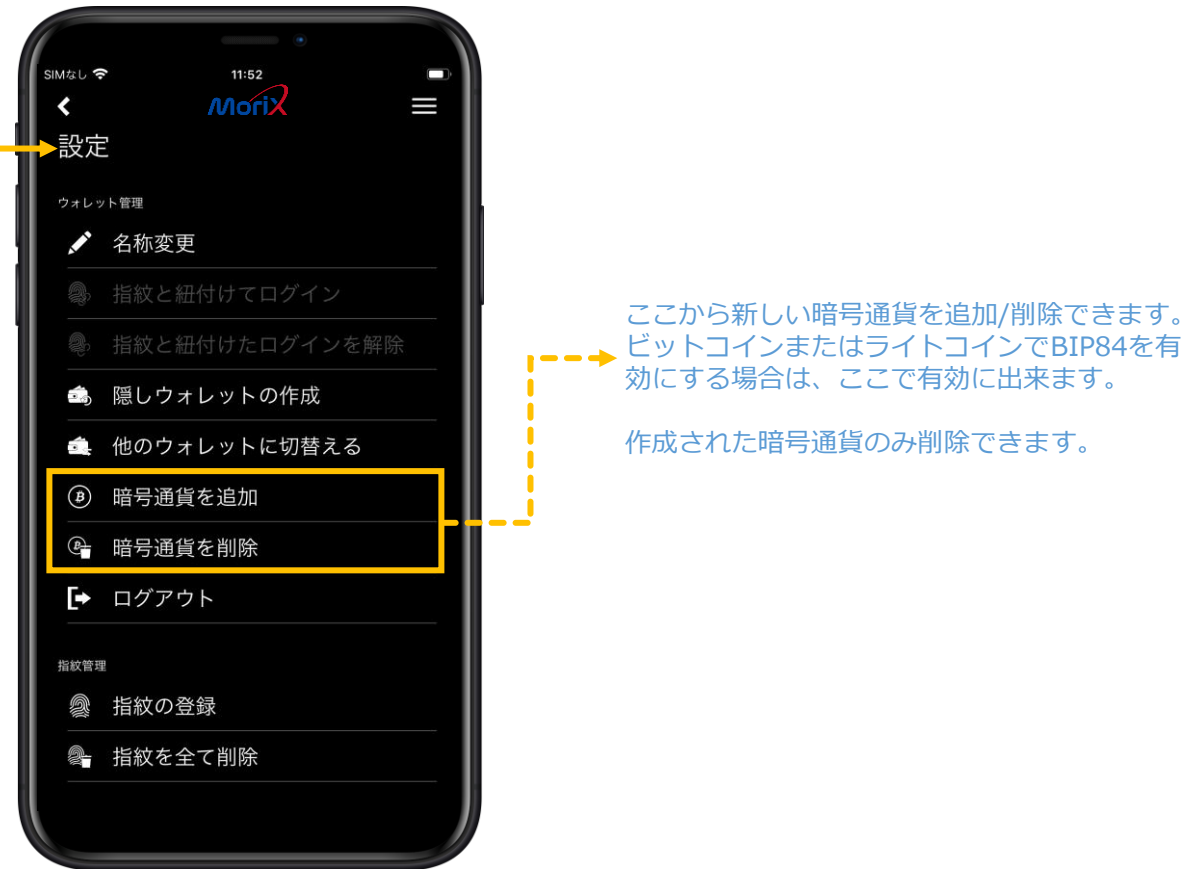 SIMなし 11:52
MoriX
設定
ウォレット管理
名称変更
指紋と紐付けてログイン
指紋と紐付けたログインを解除
隠しウォレットの作成
他のウォレットに切替える
暗号通貨を追加
暗号通貨を削除
ログアウト
指紋管理
指紋の登録
指紋を全て削除
ここから新しい暗号通貨を追加/削除できます。
ビットコインまたはライトコインでBIP84を有
効にする場合は、ここで有効に出来ます。
作成された暗号通貨のみ削除できます。